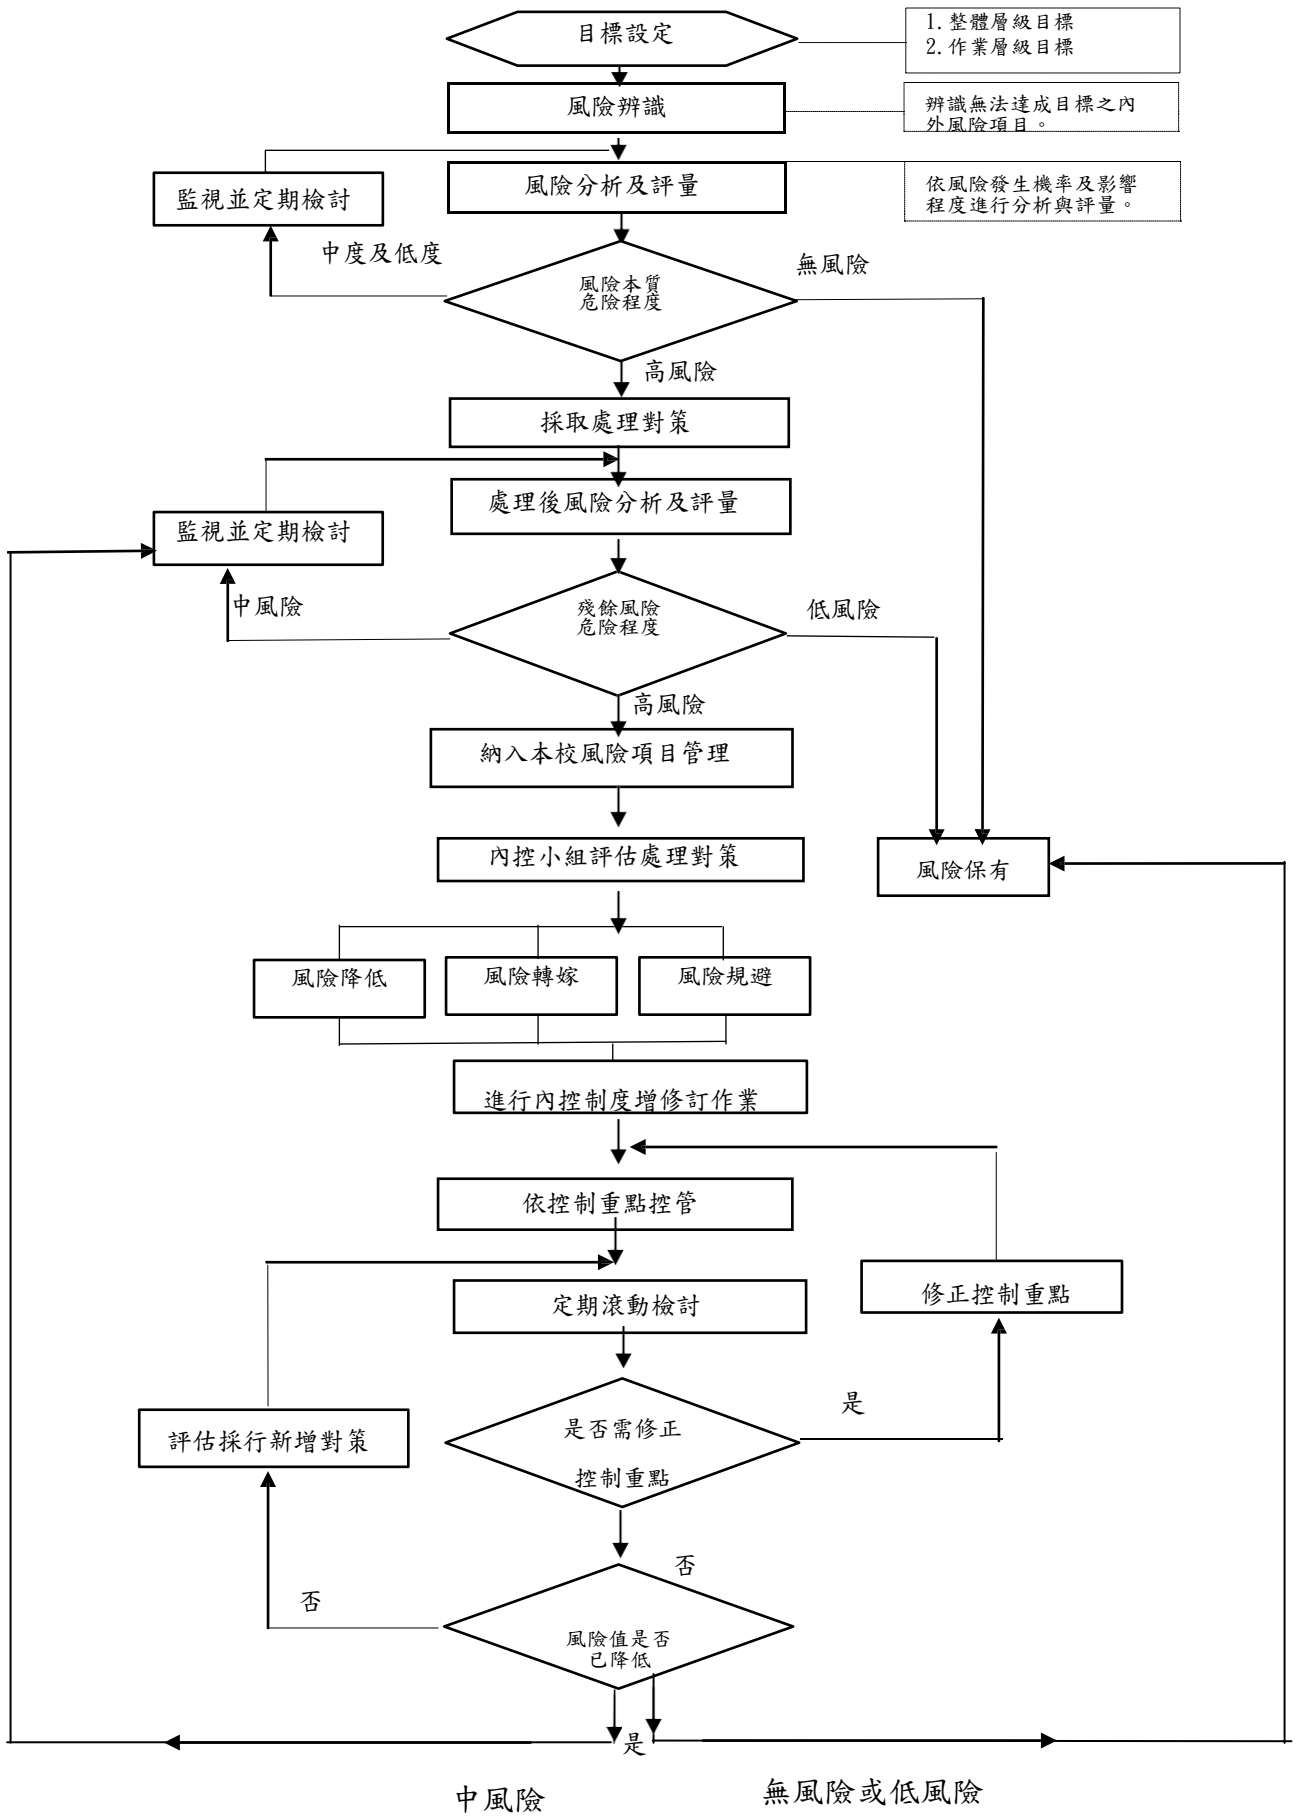 目標設定
1.整體層級目標
2.作業層級目標
風險辨識
辨識無法達成目標之內
外風險項目。
監視並定期檢討
風險分析及評量
依風險發生機率及影響
程度進行分析與評量。
中度及低度
無風險
風險本質
危險程度
高風險
採取處理對策
處理後風險分析及評量
監視並定期檢討
中風險
殘餘風險
危險程度
低風險
高風險
納入本校風險項目管理
內控小組評估處理對策
風險保有
風險降低
風險轉嫁
風險規避
進行內控制度增修訂作業
依控制重點控管
定期滾動檢討
修正控制重點
是
評估採行新增對策
是否需修正
控制重點
否
否
風險值是否
已降低
是
中風險
無風險或低風險